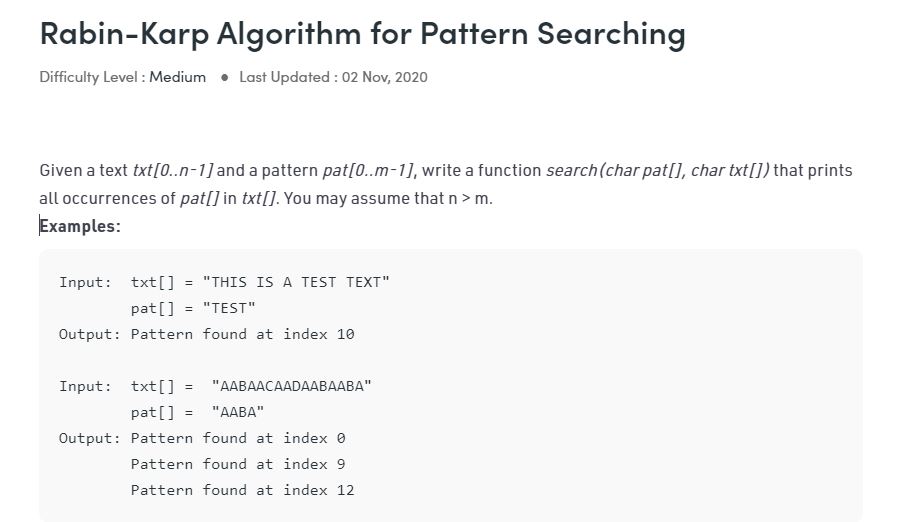 Rabin-Karp Algorithm for Pattern Searching
Difficulty Level : Medium ● Last Updated : 02 Nov, 2020
Given a text txt[0..n-1] and a pattern pat[0..m-1], write a function search(char pat[], char txt[]) that prints
all occurrences of pat[] in txt[]. You may assume that n > m.
Examples:
Input:  txt[] = "THIS IS A TEST TEXT"
        pat[] = "TEST"
Output: Pattern found at index 10
Input:  txt[] =  "AABAACAADAABAABA"
        pat[] =  "AABA"
Output: Pattern found at index 0
        Pattern found at index 9
        Pattern found at index 12